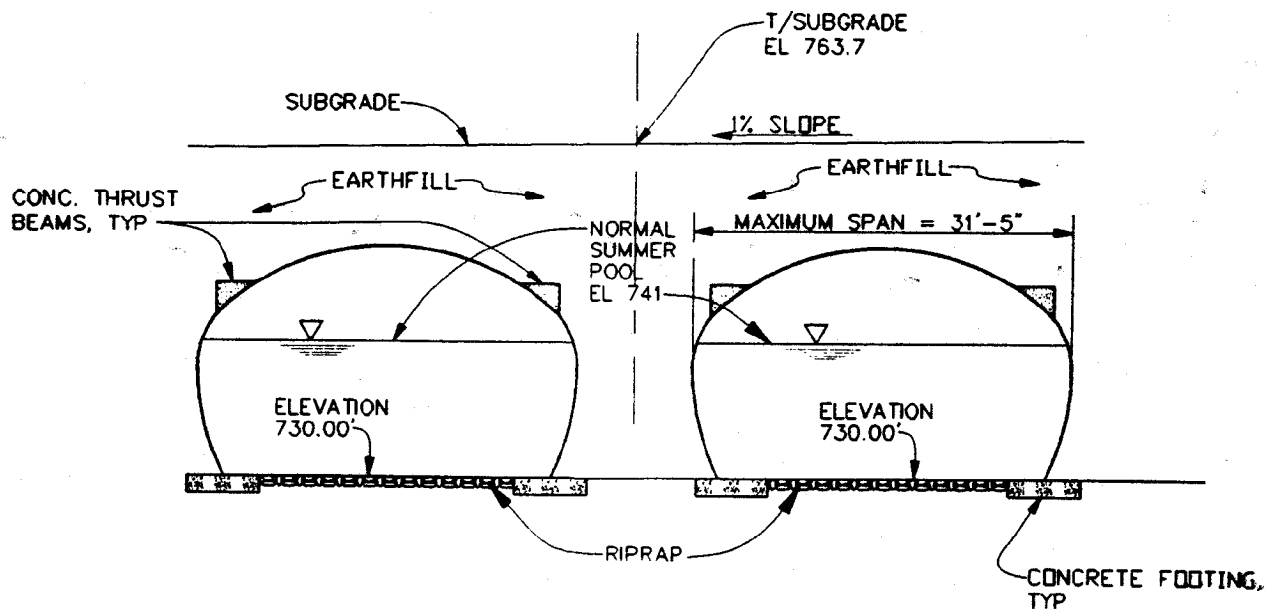 T/SUBGRADE
EL 763.7
SUBGRADE
1% SLOPE
EARTHFILL
EARTHFILL
CONC. THRUST
BEAMS, TYP
NORMAL
SUMMER
POOL
EL 741
MAXIMUM SPAN = 31'-5"
ELEVATION
730.00'
ELEVATION
730.00'
RIPRAP
CONCRETE FOOTING,
TYP